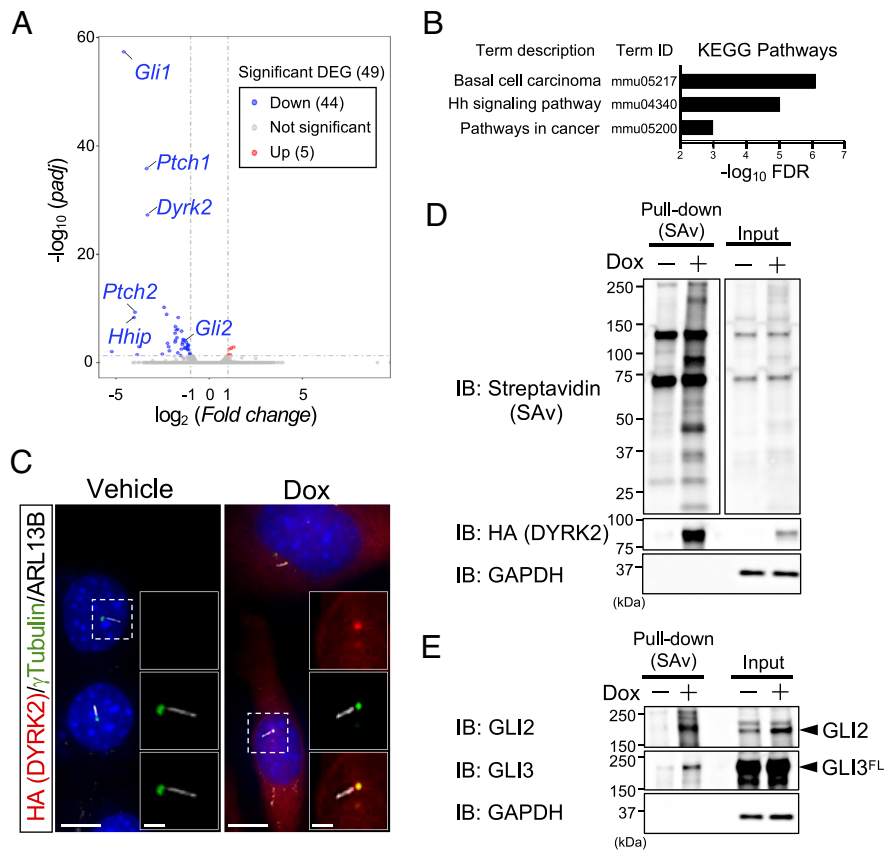 A
60
40
20
0
-log10 (padj)
-5
-1
0
1
5
log2 (Fold change)
Gli1
Ptch1
Dyrk2
Ptch2
Hhip
Gli2
Significant DEG (49)
Down (44)
Not significant
Up (5)
B
Term description Term ID KEGG Pathways
Basal cell carcinoma mmu05217
Hh signaling pathway mmu04340
Pathways in cancer mmu05200
2 3 4 5 6 7
-log10 FDR
C
Vehicle Dox
HA (DYRK2)/γTubulin/ARL13B
D
Pull-down
(SAv)
Input
Dox − + − +
250
150
100
75
50
37
25
IB: Streptavidin
(SAv)
100
IB: HA (DYRK2)
75
37
IB: GAPDH
(kDa)
E
Pull-down
(SAv)
Input
Dox − + − +
250
IB: GLI2 GLI2
150
250
IB: GLI3 GLI3FL
150
37
IB: GAPDH
(kDa)